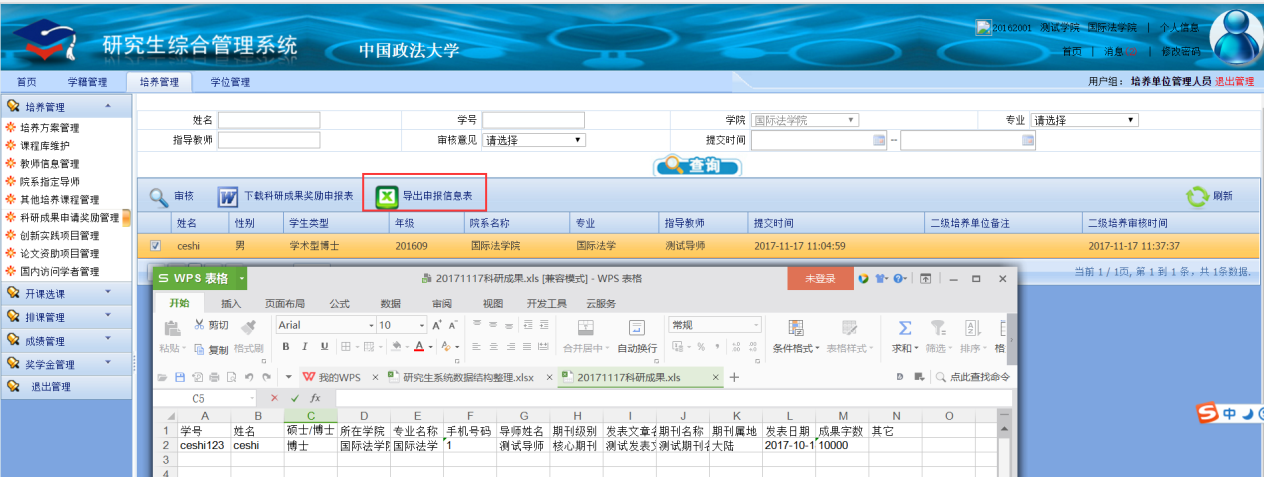 研究生综合管理系统
中国政法大学
20162001 测试学院 国际法学院 | 个人信息
首页 | 消息(2) | 修改密码
首页 学籍管理 培养管理 学位管理
用户组： 培养单位管理人员 退出管理
培养管理
培养方案管理
课程库维护
教师信息管理
院系指定导师
其他培养课程管理
科研成果申请奖励管理
创新实践项目管理
论文资助项目管理
国内访问学者管理
开课选课
排课管理
成绩管理
奖学金管理
退出管理
姓名 学号 学院 国际法学院 专业 请选择
指导教师 审核意见 请选择 提交时间 --
查询
审核 下载科研成果奖励申报表 导出申报信息表 刷新
姓名 性别 学生类型 年级 院系名称 专业 指导教师 提交时间 二级培养单位备注 二级培养审核时间
ceshi 男 学术型博士 201609 国际法学院 国际法学 测试导师 2017-11-17 11:04:59 2017-11-17 11:37:37
当前 1 / 1页, 第 1 到 1 条，共 1条数据.
S WPS 表格 20171117科研成果.xls [兼容模式] - WPS 表格 未登录
开始 插入 页面布局 公式 数据 审阅 视图 开发工具 云服务
剪切 Arial 10 A+ A- 常规
粘贴 复制 格式刷 B I U 合并居中 自动换行 % 条件格式 表格样式 求和 筛选 排序 格
我的WPS × 研究生系统数据结构整理.xlsx × 20171117科研成果.xls × + 点此查找命令
C5 fx
A B C D E F G H I J K L M N O
1 学号 姓名 硕士/博士 所在学院 专业名称 手机号码 导师姓名 期刊级别 发表文章名 期刊名称 期刊属地 发表日期 成果字数 其它
2 ceshi123 ceshi 博士 国际法学院 国际法学 1 测试导师 核心期刊 测试发表文 测试期刊名 大陆 2017-10-1 10000
3
4
中